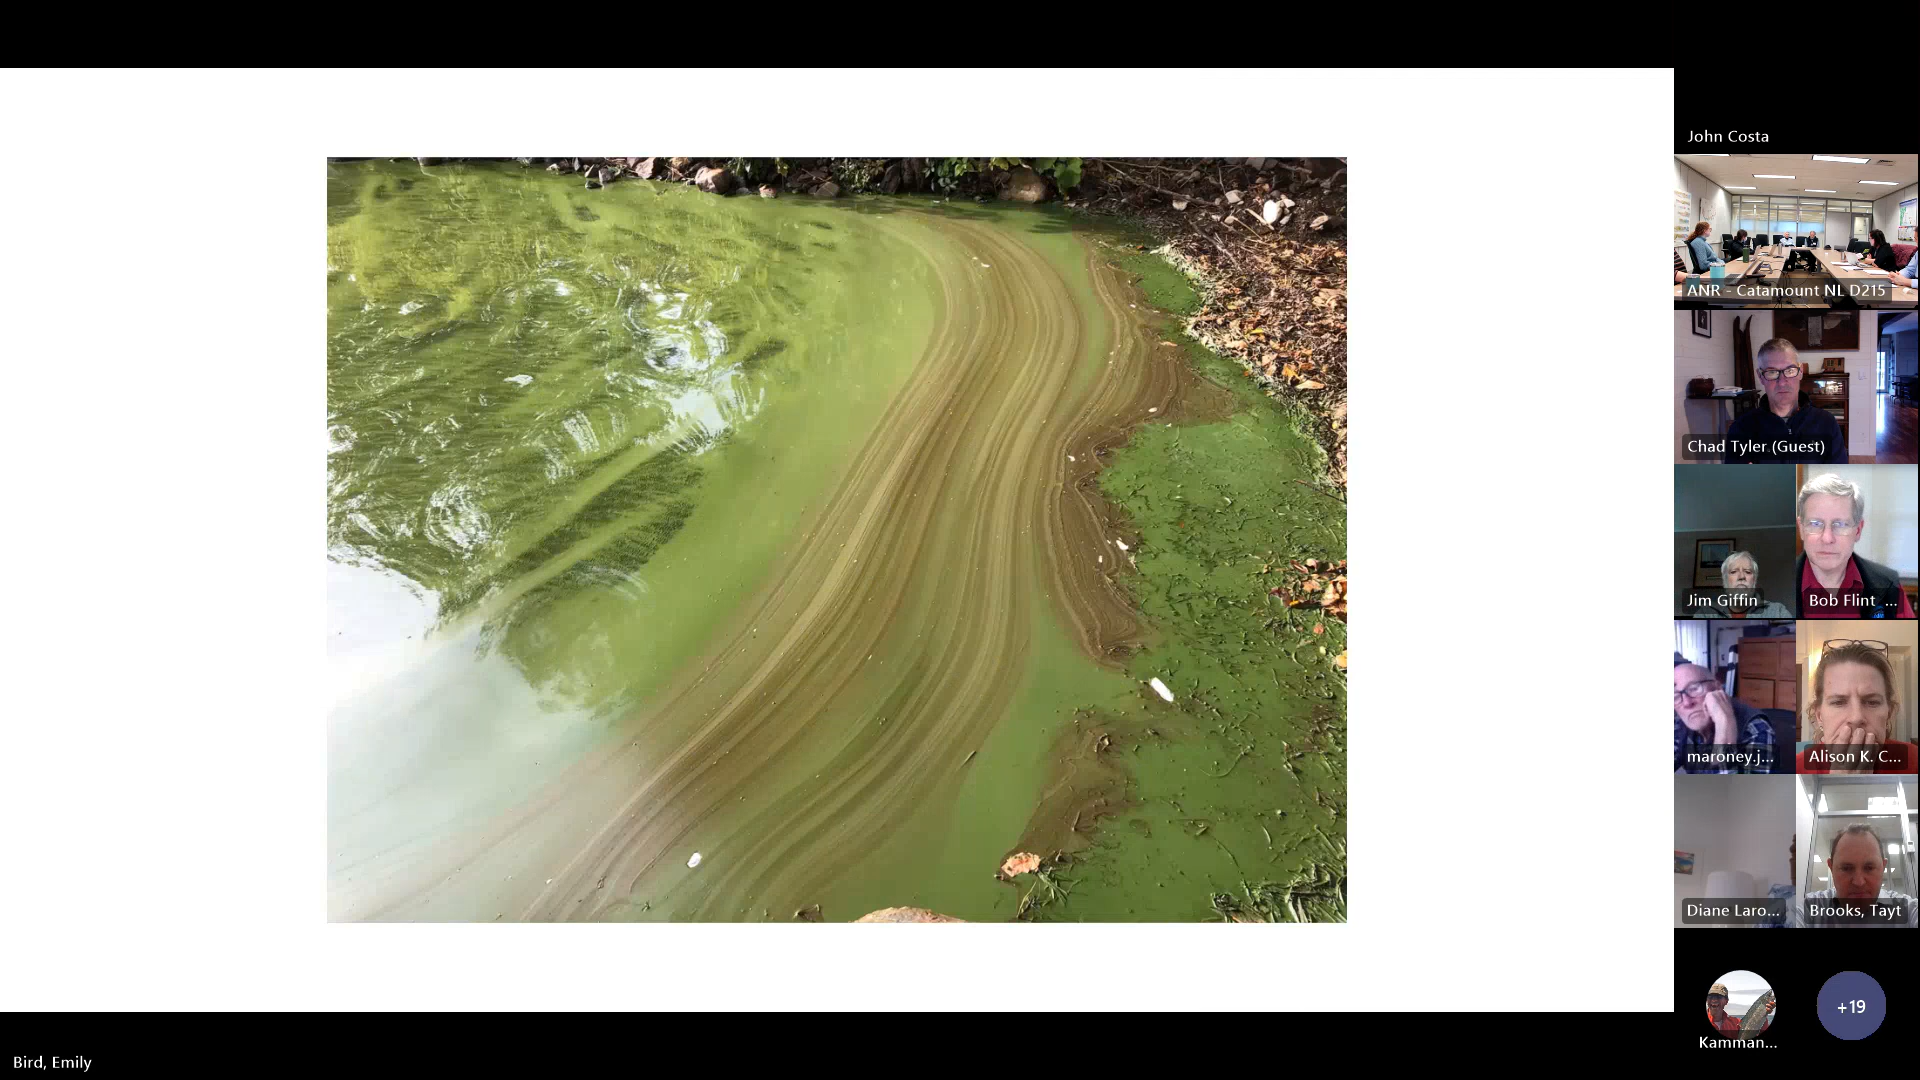 John Costa
ANR - Catamount NL D215
Chad Tyler (Guest)
Jim Giffin
Bob Flint ...
maroney.j...
Alison K. C...
Diane Laro...
Brooks, Tayt
Kamman...
+19
Bird, Emily